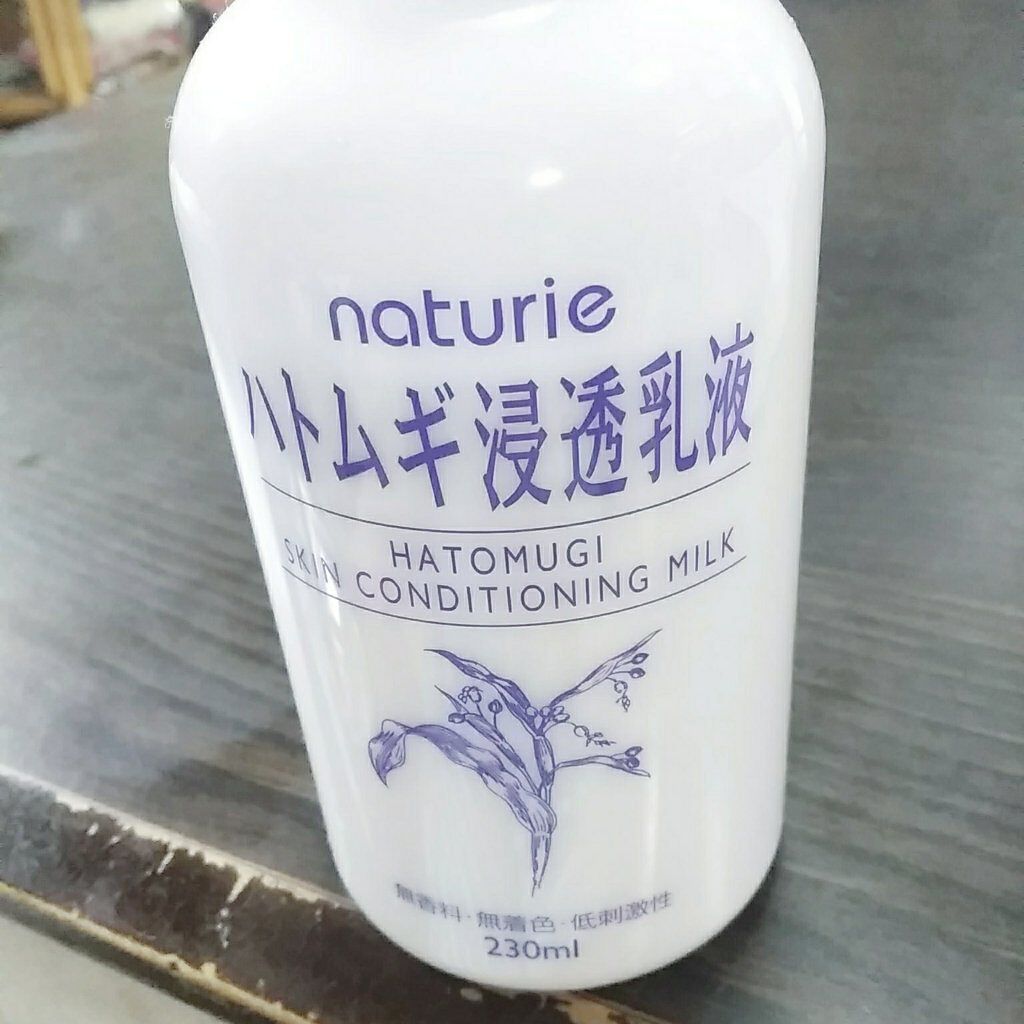 naturie
ハトムギ浸透乳液
HATOMUGI
SKIN CONDITIONING MILK
無香料・無着色・低刺激性
230ml